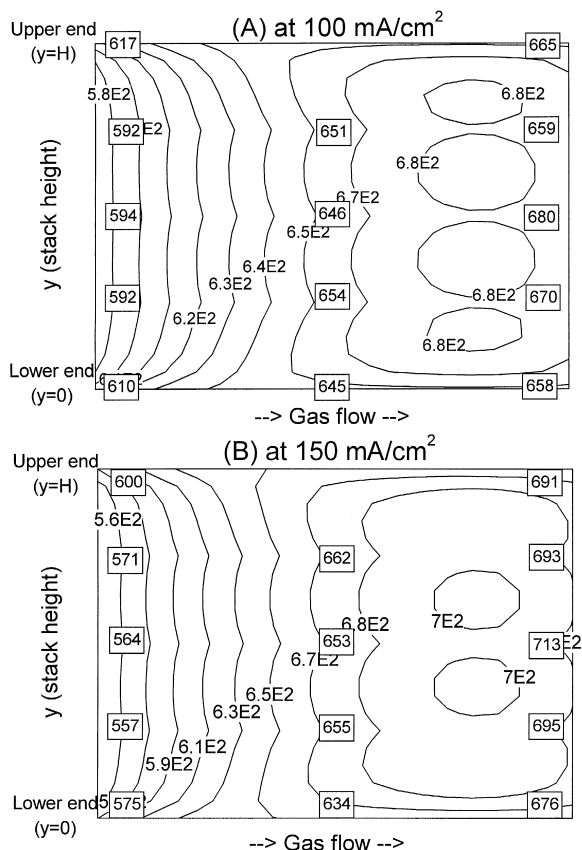 (A) at 100 mA/cm²
Upper end
(y=H)
617
665
5.8E2
6.8E2
592
E2
651
659
6.8E2
6.7E2
594
646
680
6.5E2
6.4E2
6.3E2
592
654
6.8E2
670
6.2E2
6.8E2
y (stack height)
Lower end
(y=0)
610
645
658
--> Gas flow -->
(B) at 150 mA/cm²
Upper end
(y=H)
600
691
5.6E2
571
662
693
7E2
6.8E2
564
653
713
E2
6.7E2
7E2
6.5E2
6.3E2
557
655
695
6.1E2
5.9E2
y (stack height)
Lower end
(y=0)
575
634
676
--> Gas flow -->